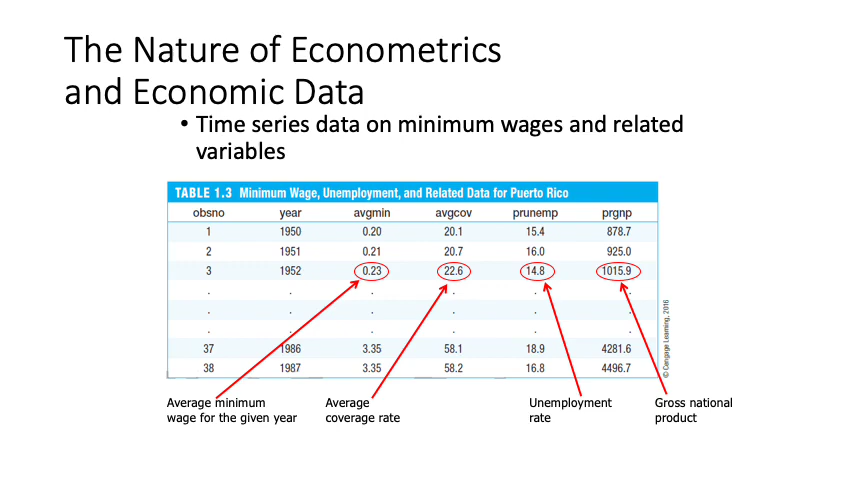 The Nature of Econometrics
and Economic Data
• Time series data on minimum wages and related
variables
TABLE 1.3 Minimum Wage, Unemployment, and Related Data for Puerto Rico
obsno year avgmin avgcov prunemp prgnp
1 1950 0.20 20.1 15.4 878.7
2 1951 0.21 20.7 16.0 925.0
3 1952 0.23 22.6 14.8 1015.9
. . . . . .
. . . . . .
. . . . . .
37 1986 3.35 58.1 18.9 4281.6
38 1987 3.35 58.2 16.8 4496.7
© Cengage Learning, 2016
Average minimum
wage for the given year
Average
coverage rate
Unemployment
rate
Gross national
product